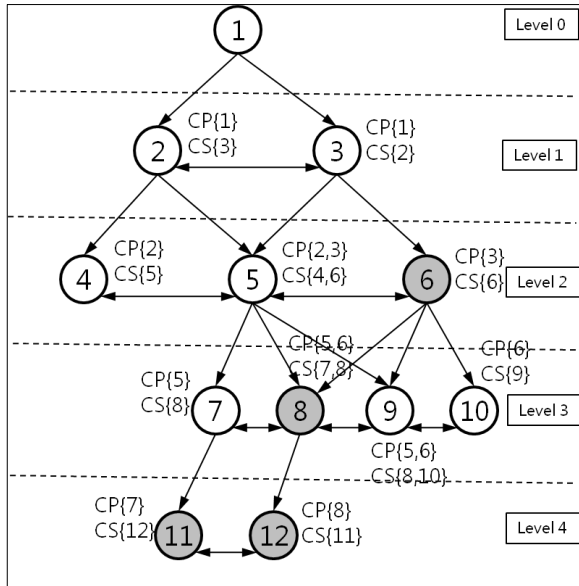 1
Level 0
CP{1}
CS{3}
CP{1}
CS{2}
2
3
Level 1
CP{2}
CS{5}
CP{2,3}
CS{4,6}
CP{3}
CS{6}
4
5
6
Level 2
CP{5,6}
CS{7,8}
CP{6}
CS{9}
CP{5}
CS{8}
7
8
9
10
Level 3
CP{5,6}
CS{8,10}
CP{7}
CS{12}
CP{8}
CS{11}
11
12
Level 4